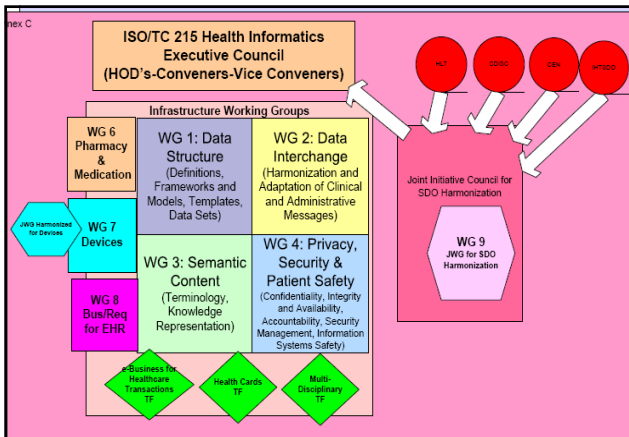 nex C
ISO/TC 215 Health Informatics
Executive Council
(HOD's-Conveners-Vice Conveners)
HL7
CDISC
CEN
IHTSDO
Infrastructure Working Groups
WG 6
Pharmacy
&
Medication
WG 1: Data
Structure
(Definitions,
Frameworks and
Models, Templates,
Data Sets)
WG 2: Data
Interchange
(Harmonization and
Adaptation of Clinical
and Administrative
Messages)
Joint Initiative Council for
SDO Harmonization
WG 9
JWG for SDO
Harmonization
JWG Harmonized
for Devices
WG 7
Devices
WG 3: Semantic
Content
(Terminology,
Knowledge
Representation)
WG 4: Privacy,
Security &
Patient Safety
(Confidentiality, Integrity
and Availability,
Accountability, Security
Management, Information
Systems Safety)
WG 8
Bus/Req
for EHR
e-Business for
Healthcare
Transactions
TF
Health Cards
TF
Multi-
Disciplinary
TF